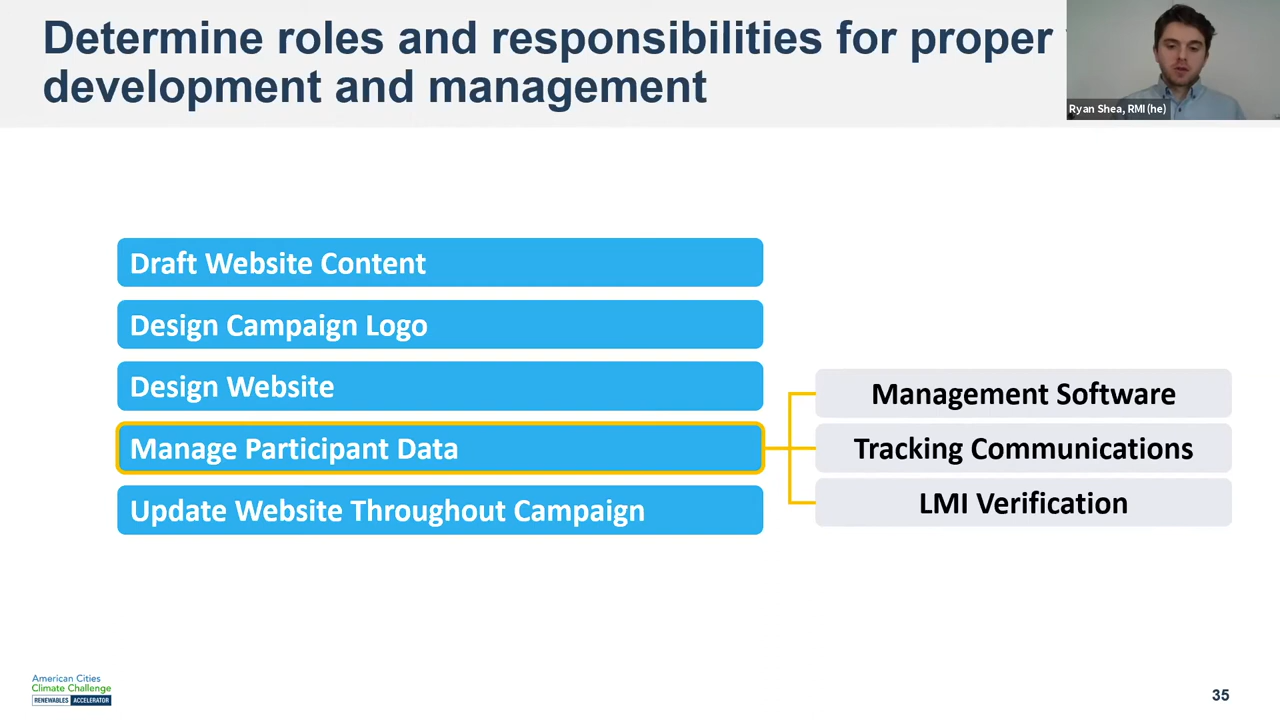 Determine roles and responsibilities for proper
development and management
Ryan Shea, RMI (he)
Draft Website Content
Design Campaign Logo
Design Website
Manage Participant Data
Update Website Throughout Campaign
Management Software
Tracking Communications
LMI Verification
American Cities
Climate Challenge
RENEWABLES ACCELERATOR
35